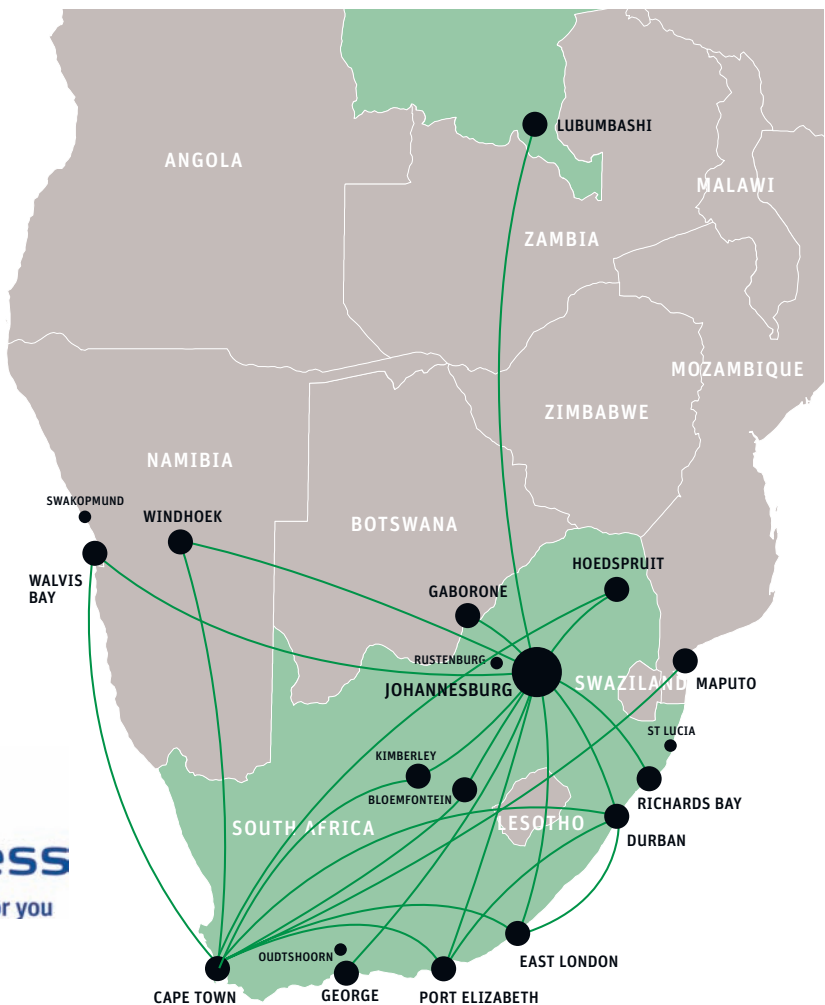 LUBUMBASHI
ANGOLA
MALAWI
ZAMBIA
MOZAMBIQUE
ZIMBABWE
NAMIBIA
SWAKOPMUND
WINDHOEK
BOTSWANA
HOEDSPRUIT
WALVIS
BAY
GABORONE
RUSTENBURG
JOHANNESBURG
SWAZILAND
MAPUTO
ST LUCIA
KIMBERLEY
BLOEMFONTEIN
RICHARDS BAY
SOUTH AFRICA
LESOTHO
DURBAN
ess
or you
OUDTSHOORN
EAST LONDON
CAPE TOWN
GEORGE
PORT ELIZABETH